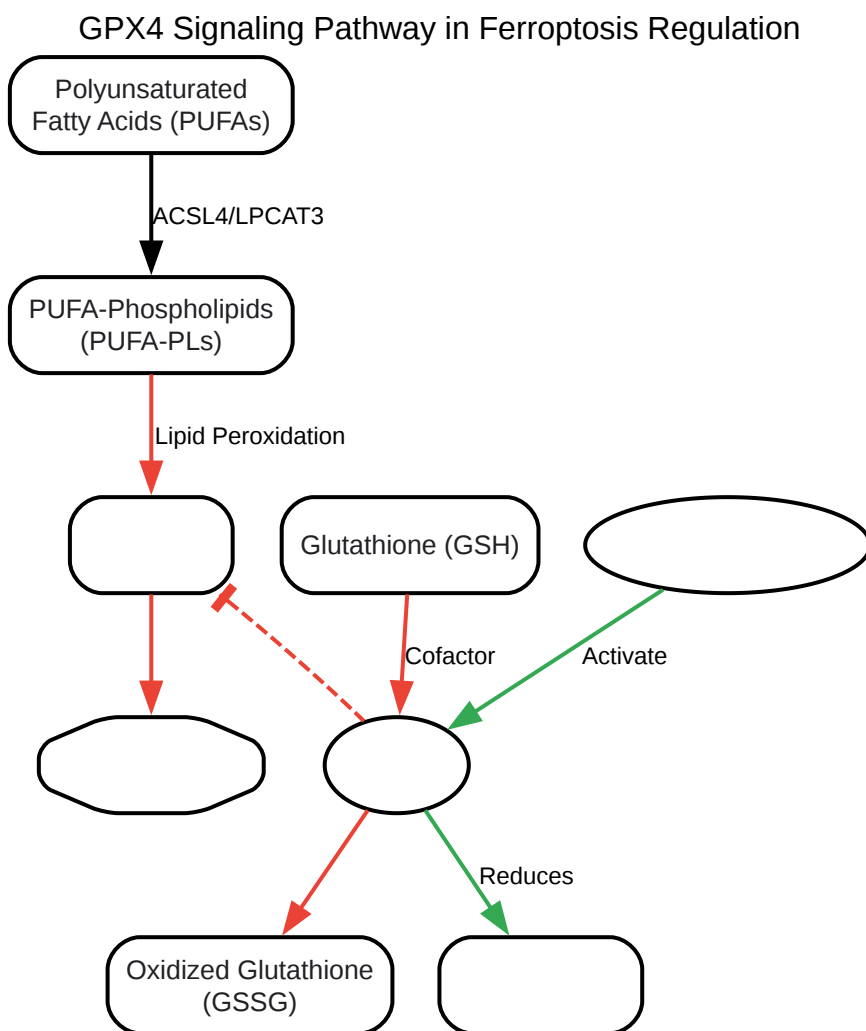 GPX4 Signaling Pathway in Ferroptosis Regulation
Polyunsaturated
Fatty Acids (PUFAs)
ACSL4/LPCAT3
PUFA-Phospholipids
(PUFA-PLs)
Lipid Peroxidation
Glutathione (GSH)
Cofactor
Activate
Reduces
Oxidized Glutathione
(GSSG)